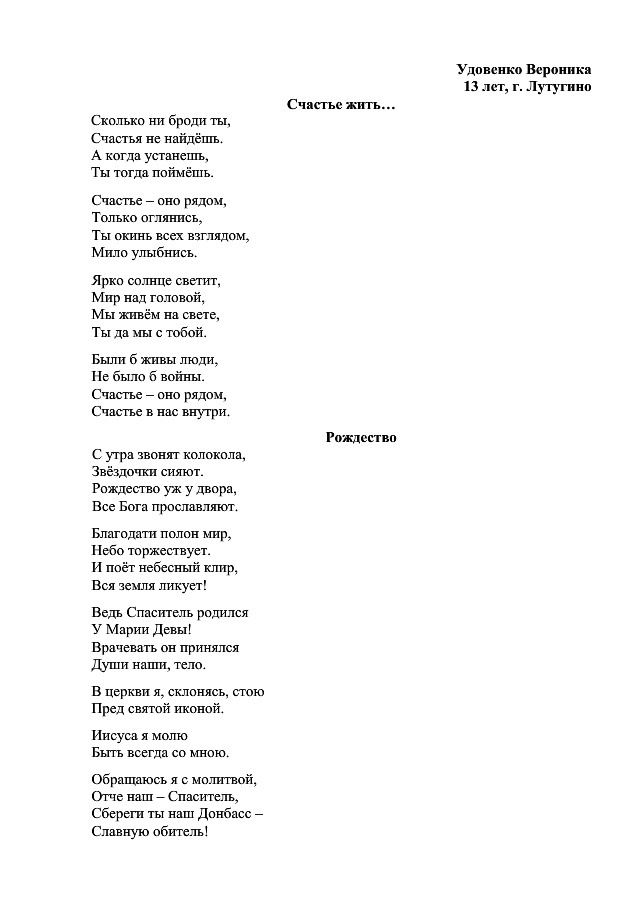 Удовенко Вероника
13 лет, г. Лутугино
Счастье жить…
Сколько ни броди ты,
Счастья не найдёшь.
А когда устанешь,
Ты тогда поймёшь.
Счастье – оно рядом,
Только оглянись,
Ты окинь всех взглядом,
Мило улыбнись.
Ярко солнце светит,
Мир над головой,
Мы живём на свете,
Ты да мы с тобой.
Были б живы люди,
Не было б войны.
Счастье – оно рядом,
Счастье в нас внутри.
Рождество
С утра звонят колокола,
Звёздочки сияют.
Рождество уж у двора,
Все Бога прославляют.
Благодати полон мир,
Небо торжествует.
И поёт небесный клир,
Вся земля ликует!
Ведь Спаситель родился
У Марии Девы!
Врачевать он принялся
Души наши, тело.
В церкви я, склонясь, стою
Пред святой иконой.
Иисуса я молю
Быть всегда со мною.
Обращаюсь я с молитвой,
Отче наш – Спаситель,
Сбереги ты наш Донбасс –
Славную обитель!